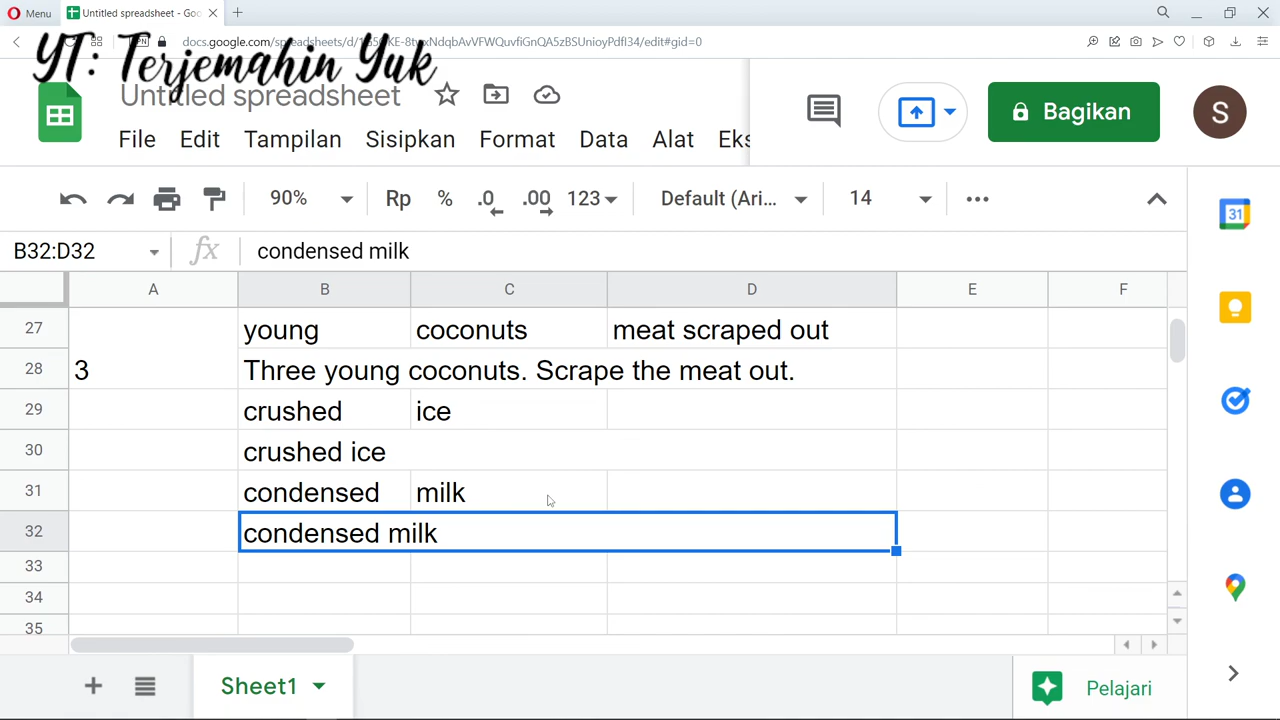 Menu
Untitled spreadsheet - Goo
VPN
YT: Terjemahin Yuk
Untitled spreadsheet
File Edit Tampilan Sisipkan Format Data Alat Eks
Bagikan
S
90% Rp % .0 .00 123 Default (Ari... 14
31
B32:D32 fx condensed milk
A B C D E F
27 young coconuts meat scraped out
28 3 Three young coconuts. Scrape the meat out.
29 crushed ice
30 crushed ice
31 condensed milk
32 condensed milk
33
34
35
Sheet1
Pelajari